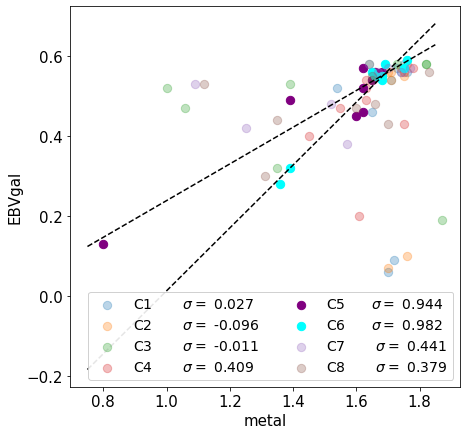 0.6
0.4
0.2
0.0
−0.2
EBVgal
C1 σ = 0.027 C5 σ = 0.944
C2 σ = -0.096 C6 σ = 0.982
C3 σ = -0.011 C7 σ = 0.441
C4 σ = 0.409 C8 σ = 0.379
0.8 1.0 1.2 1.4 1.6 1.8
metal